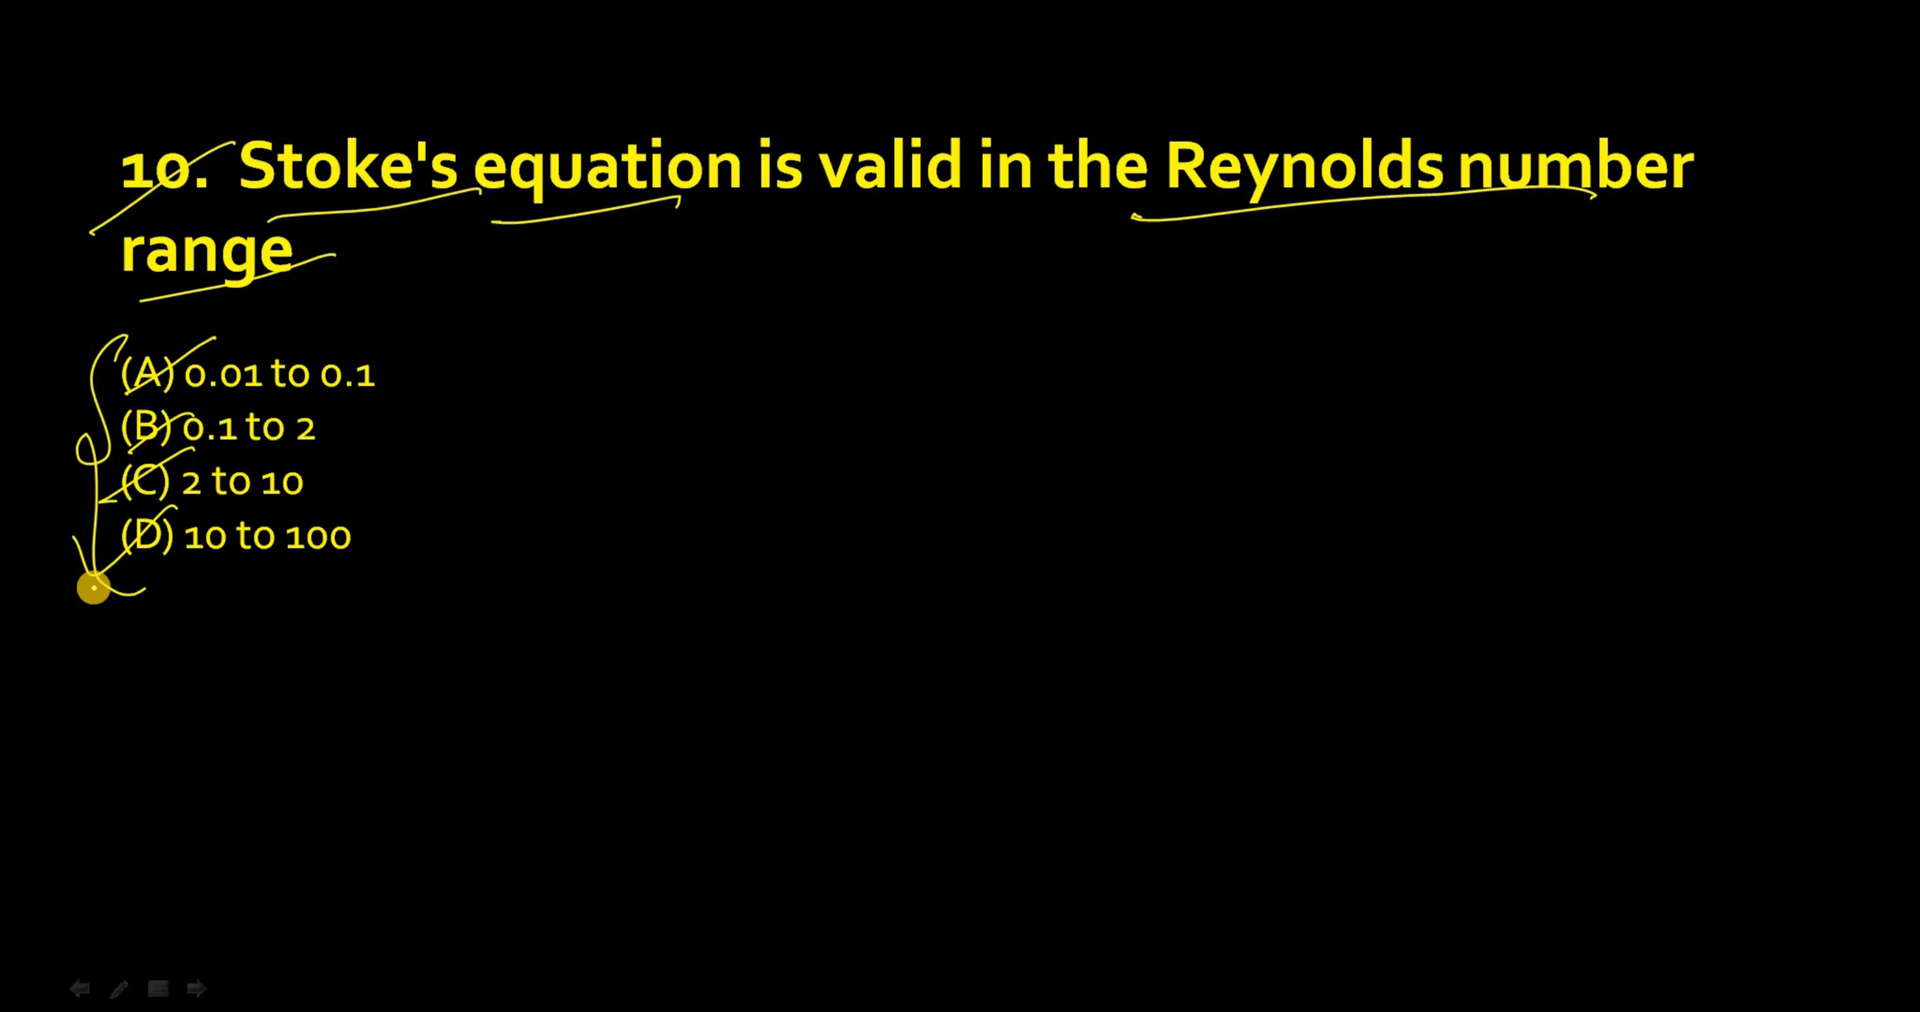 10. Stoke's equation is valid in the Reynolds number
range
(A) 0.01 to 0.1
(B) 0.1 to 2
(C) 2 to 10
(D) 10 to 100